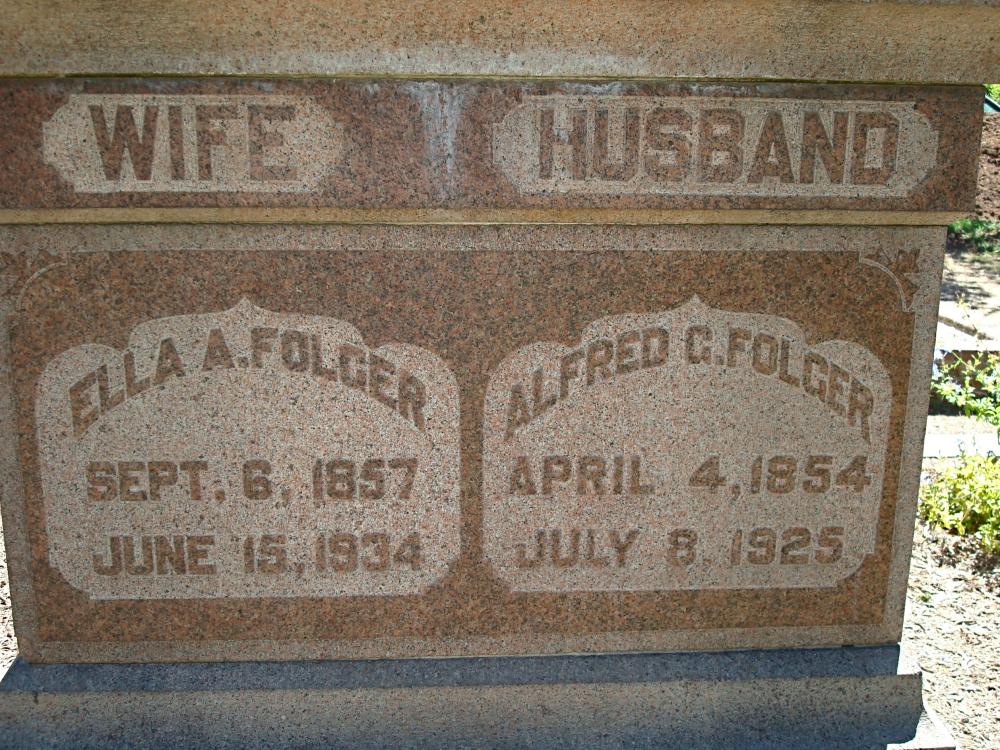 WIFE
HUSBAND
ELLA A. FOLGER
SEPT. 6, 1857
JUNE 15, 1934
ALFRED G. FOLGER
APRIL 4, 1854
JULY 8 1925